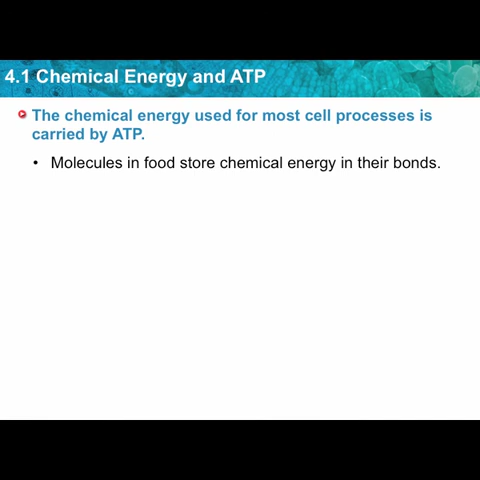 4.1 Chemical Energy and ATP
The chemical energy used for most cell processes is
carried by ATP.
• Molecules in food store chemical energy in their bonds.